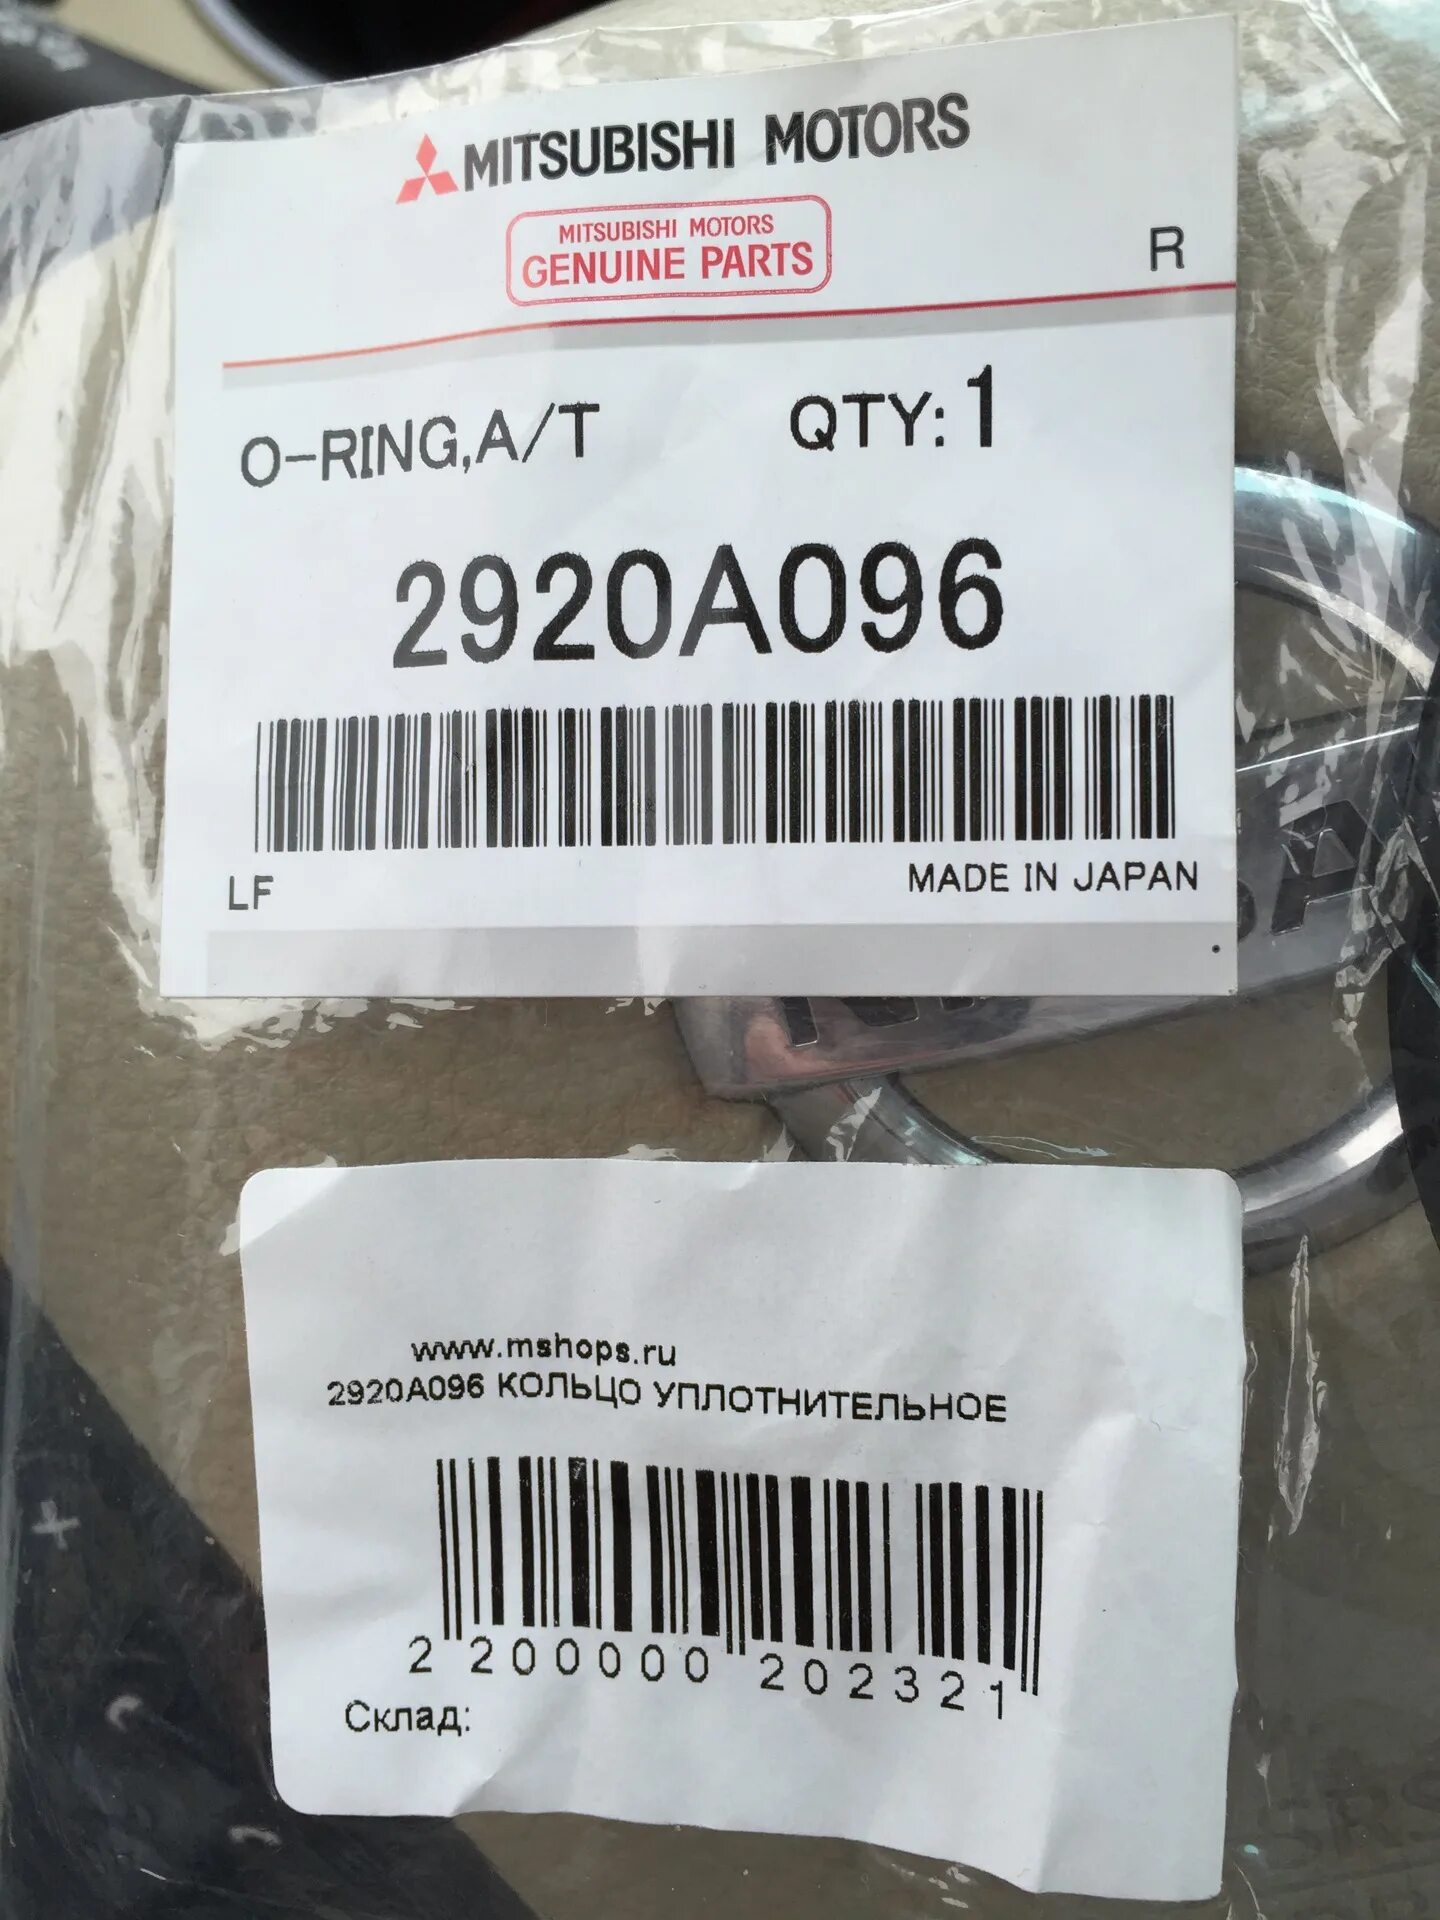 MITSUBISHI MOTORS
MITSUBISHI MOTORS
GENUINE PARTS
R
O-RING,A/T QTY: 1
2920A096
LF MADE IN JAPAN
www.mshops.ru
2920A096 КОЛЬЦО УПЛОТНИТЕЛЬНОЕ
2 200000 202321
Склад:
SRS